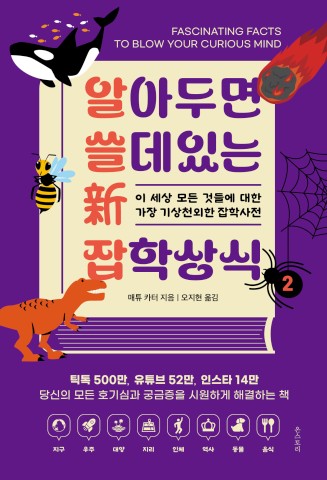 FASCINATING FACTS
TO BLOW YOUR CURIOUS MIND
알아두면
쓸데있는
新
이 세상 모든 것들에 대한
가장 기상천외한 잡학사전
잡학상식
2
매튜 카터 지음 | 오지현 옮김
틱톡 500만, 유튜브 52만, 인스타 14만
당신의 모든 호기심과 궁금증을 시원하게 해결하는 책
지구 우주 대양 지리 인체 역사 동물 음식
온스토리